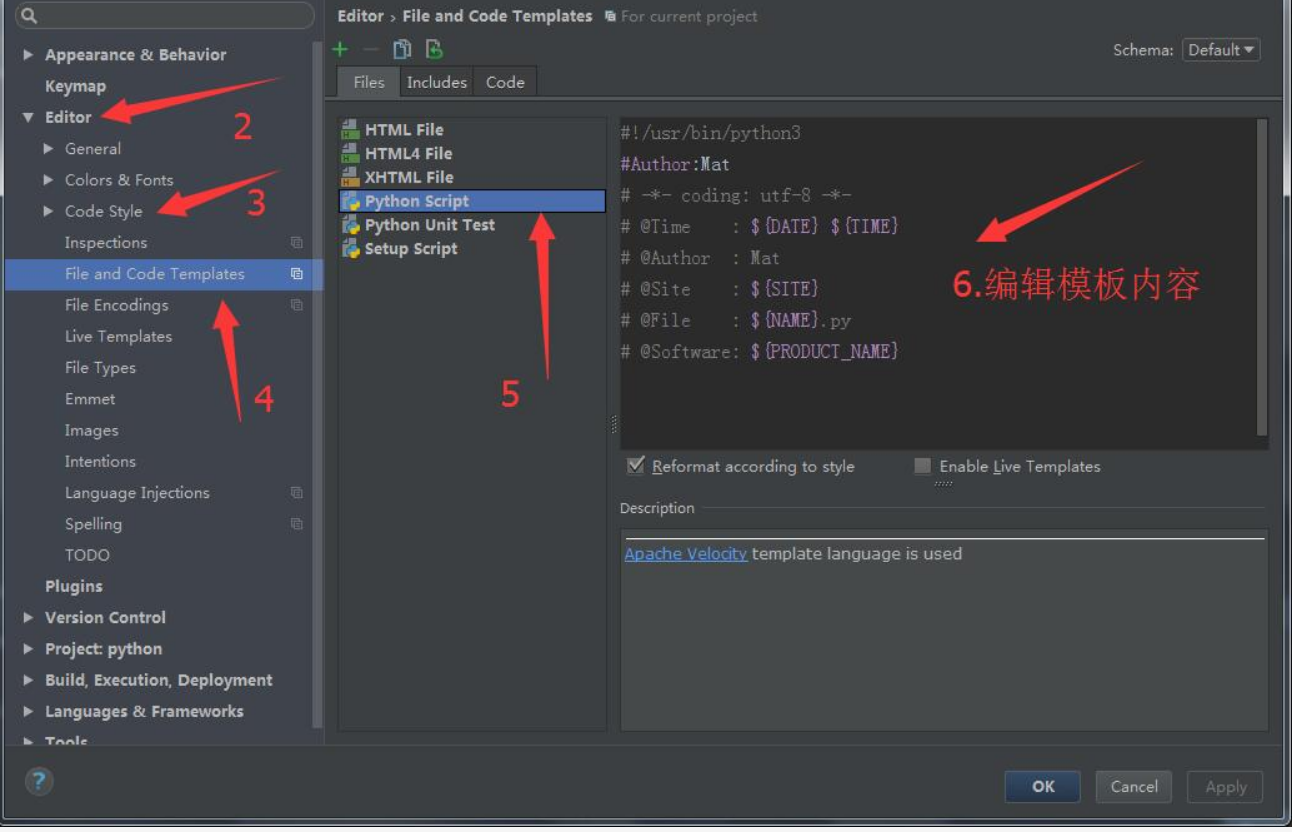 Editor › File and Code Templates For current project
Appearance & Behavior
Keymap
Editor
2
General
Colors & Fonts
Code Style
3
Inspections
File and Code Templates
File Encodings
Live Templates
File Types
4
Emmet
Images
Intentions
Language Injections
Spelling
TODO
Plugins
Version Control
Project: python
Build, Execution, Deployment
Languages & Frameworks
Tools
Schema: Default
Files Includes Code
HTML File
HTML4 File
XHTML File
Python Script
Python Unit Test
Setup Script
5
#!/usr/bin/python3
#Author:Mat
# -*- coding: utf-8 -*-
# @Time : ${DATE} ${TIME}
# @Author : Mat
# @Site : ${SITE}
# @File : ${NAME}.py
# @Software: ${PRODUCT_NAME}
6.编辑模板内容
Reformat according to style Enable Live Templates
Description
Apache Velocity template language is used
?
OK Cancel Apply